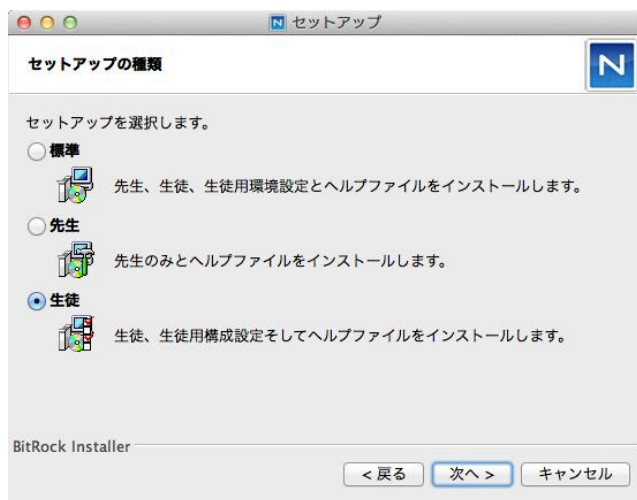 セットアップ
セットアップの種類
N
セットアップを選択します。
標準
先生、生徒、生徒用環境設定とヘルプファイルをインストールします。
先生
先生のみとヘルプファイルをインストールします。
生徒
生徒、生徒用構成設定そしてヘルプファイルをインストールします。
BitRock Installer
< 戻る 次へ > キャンセル